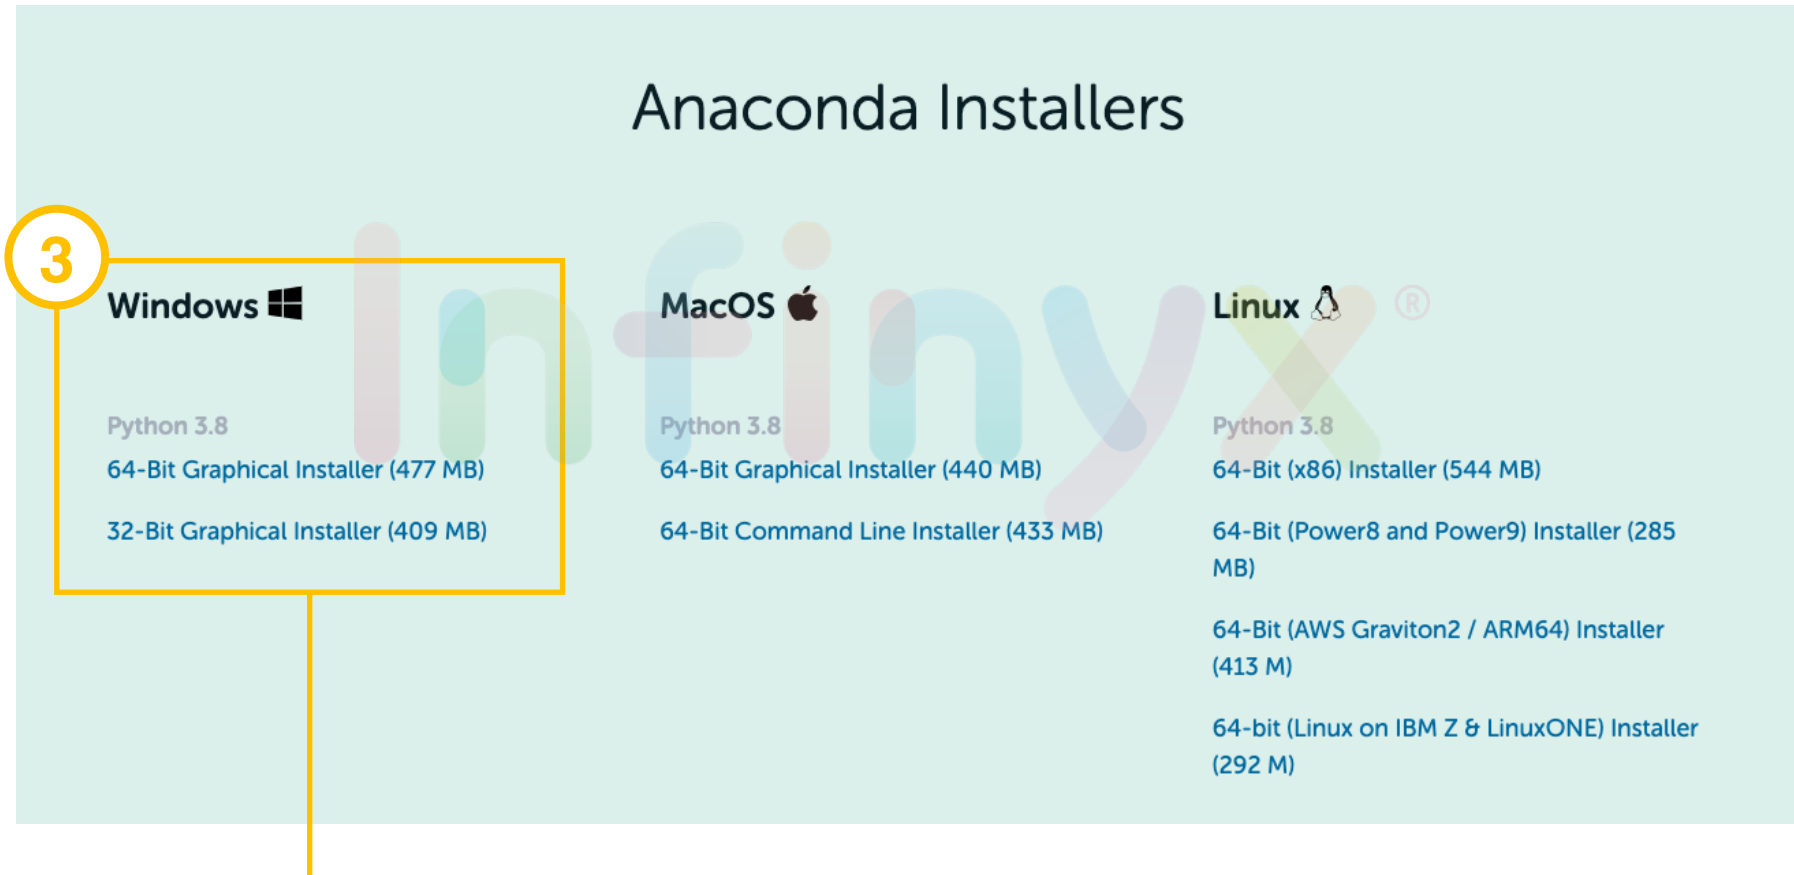 Anaconda Installers
3
Windows
Python 3.8
64-Bit Graphical Installer (477 MB)
32-Bit Graphical Installer (409 MB)
MacOS
Python 3.8
64-Bit Graphical Installer (440 MB)
64-Bit Command Line Installer (433 MB)
Linux
Python 3.8
64-Bit (x86) Installer (544 MB)
64-Bit (Power8 and Power9) Installer (285
MB)
64-Bit (AWS Graviton2 / ARM64) Installer
(413 M)
64-bit (Linux on IBM Z & LinuxONE) Installer
(292 M)
Infinyx®